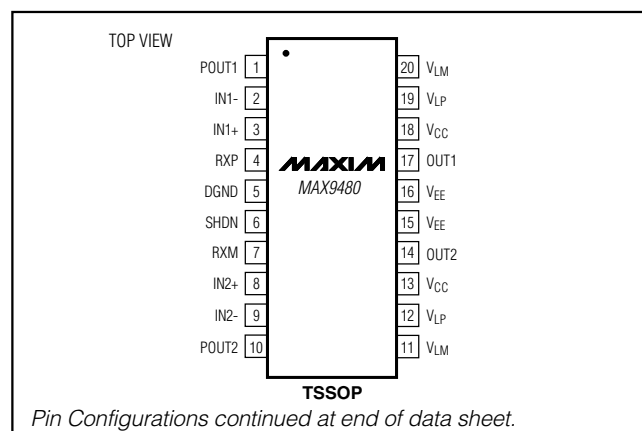 TOP VIEW
POUT1 1
IN1- 2
IN1+ 3
RXP 4
DGND 5
SHDN 6
RXM 7
IN2+ 8
IN2- 9
POUT2 10
MAXIM
MAX9480
20 VLM
19 VLP
18 VCC
17 OUT1
16 VEE
15 VEE
14 OUT2
13 VCC
12 VLP
11 VLM
TSSOP
Pin Configurations continued at end of data sheet.